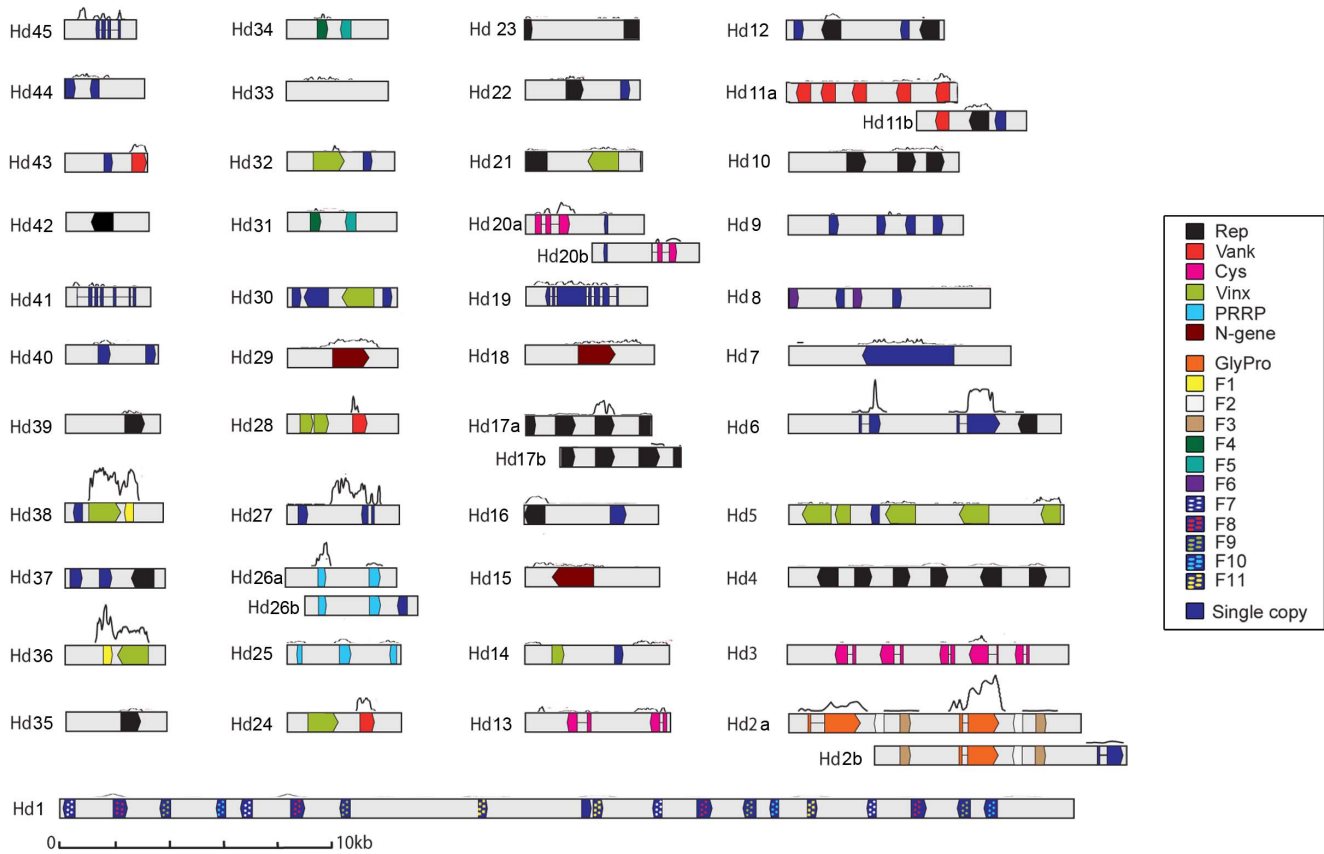 Hd45
Hd34
Hd 23
Hd12
Hd44
Hd33
Hd22
Hd11a
Hd11b
Hd43
Hd32
Hd21
Hd10
Hd42
Hd31
Hd20a
Hd20b
Hd9
Hd41
Hd30
Hd19
Hd8
Hd40
Hd29
Hd18
Hd7
Hd39
Hd28
Hd17a
Hd17b
Hd6
Hd38
Hd27
Hd16
Hd5
Hd37
Hd26a
Hd26b
Hd15
Hd4
Hd36
Hd25
Hd14
Hd3
Hd35
Hd24
Hd13
Hd2a
Hd2b
Hd1
0 10kb
Rep
Vank
Cys
Vinx
PRRP
N-gene
GlyPro
F1
F2
F3
F4
F5
F6
F7
F8
F9
F10
F11
Single copy